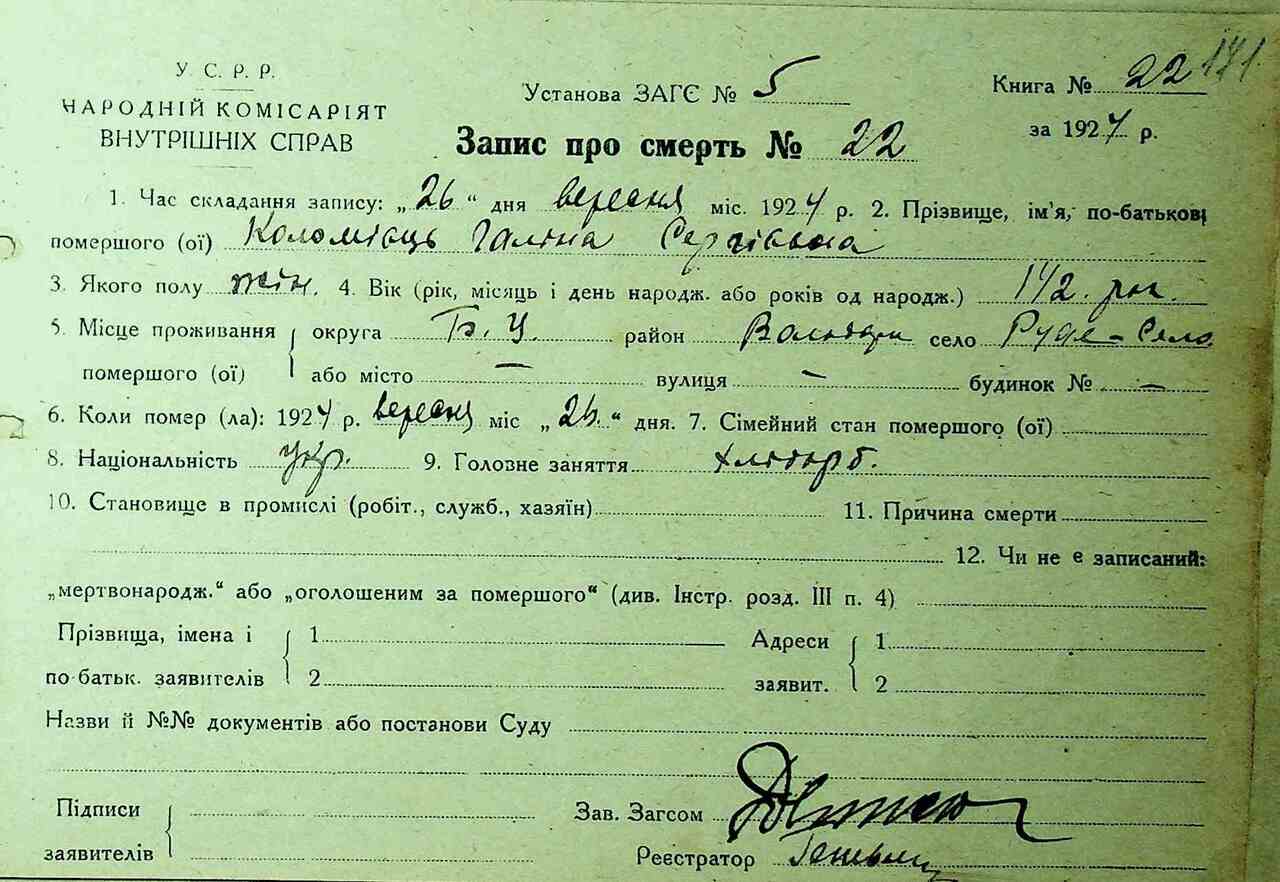 У. С. Р. Р.
НАРОДНІЙ КОМІСАРІЯТ
ВНУТРІШНІХ СПРАВ
Установа ЗАГЄ № 5
Запис про смерть № 22
Книга № 22 171
за 1924 р.
1. Час складання запису: „26“ дня вересня міс. 1924 р. 2. Прізвище, ім'я, по-батькові
помершого (ої) Коломієць Галина Сергієвна
3. Якого полу жін. 4. Вік (рік, місяць і день народж. або років од народж.) 1 1/2 рок.
5. Місце проживання округа Б. Ц. район Володарк село Руде-Село
помершого (ої) або місто — вулиця — будинок № —
6. Коли помер (ла): 1924 р. вересня міс „26.“ дня. 7. Сімейний стан помершого (ої)
8. Національність укр. 9. Головне заняття хлібороб.
10. Становище в промислі (робіт., служб., хазяїн) 11. Причина смерти
12. Чи не є записаний:
„мертвонародж.“ або „оголошеним за помершого“ (див. Інстр. розд. III п. 4)
Прізвища, імена і 1 Адреси 1
по-батьк. заявителів 2 заявит. 2
Назви й №№ документів або постанови Суду
Підписи Зав. Загсом
заявителів Реєстратор